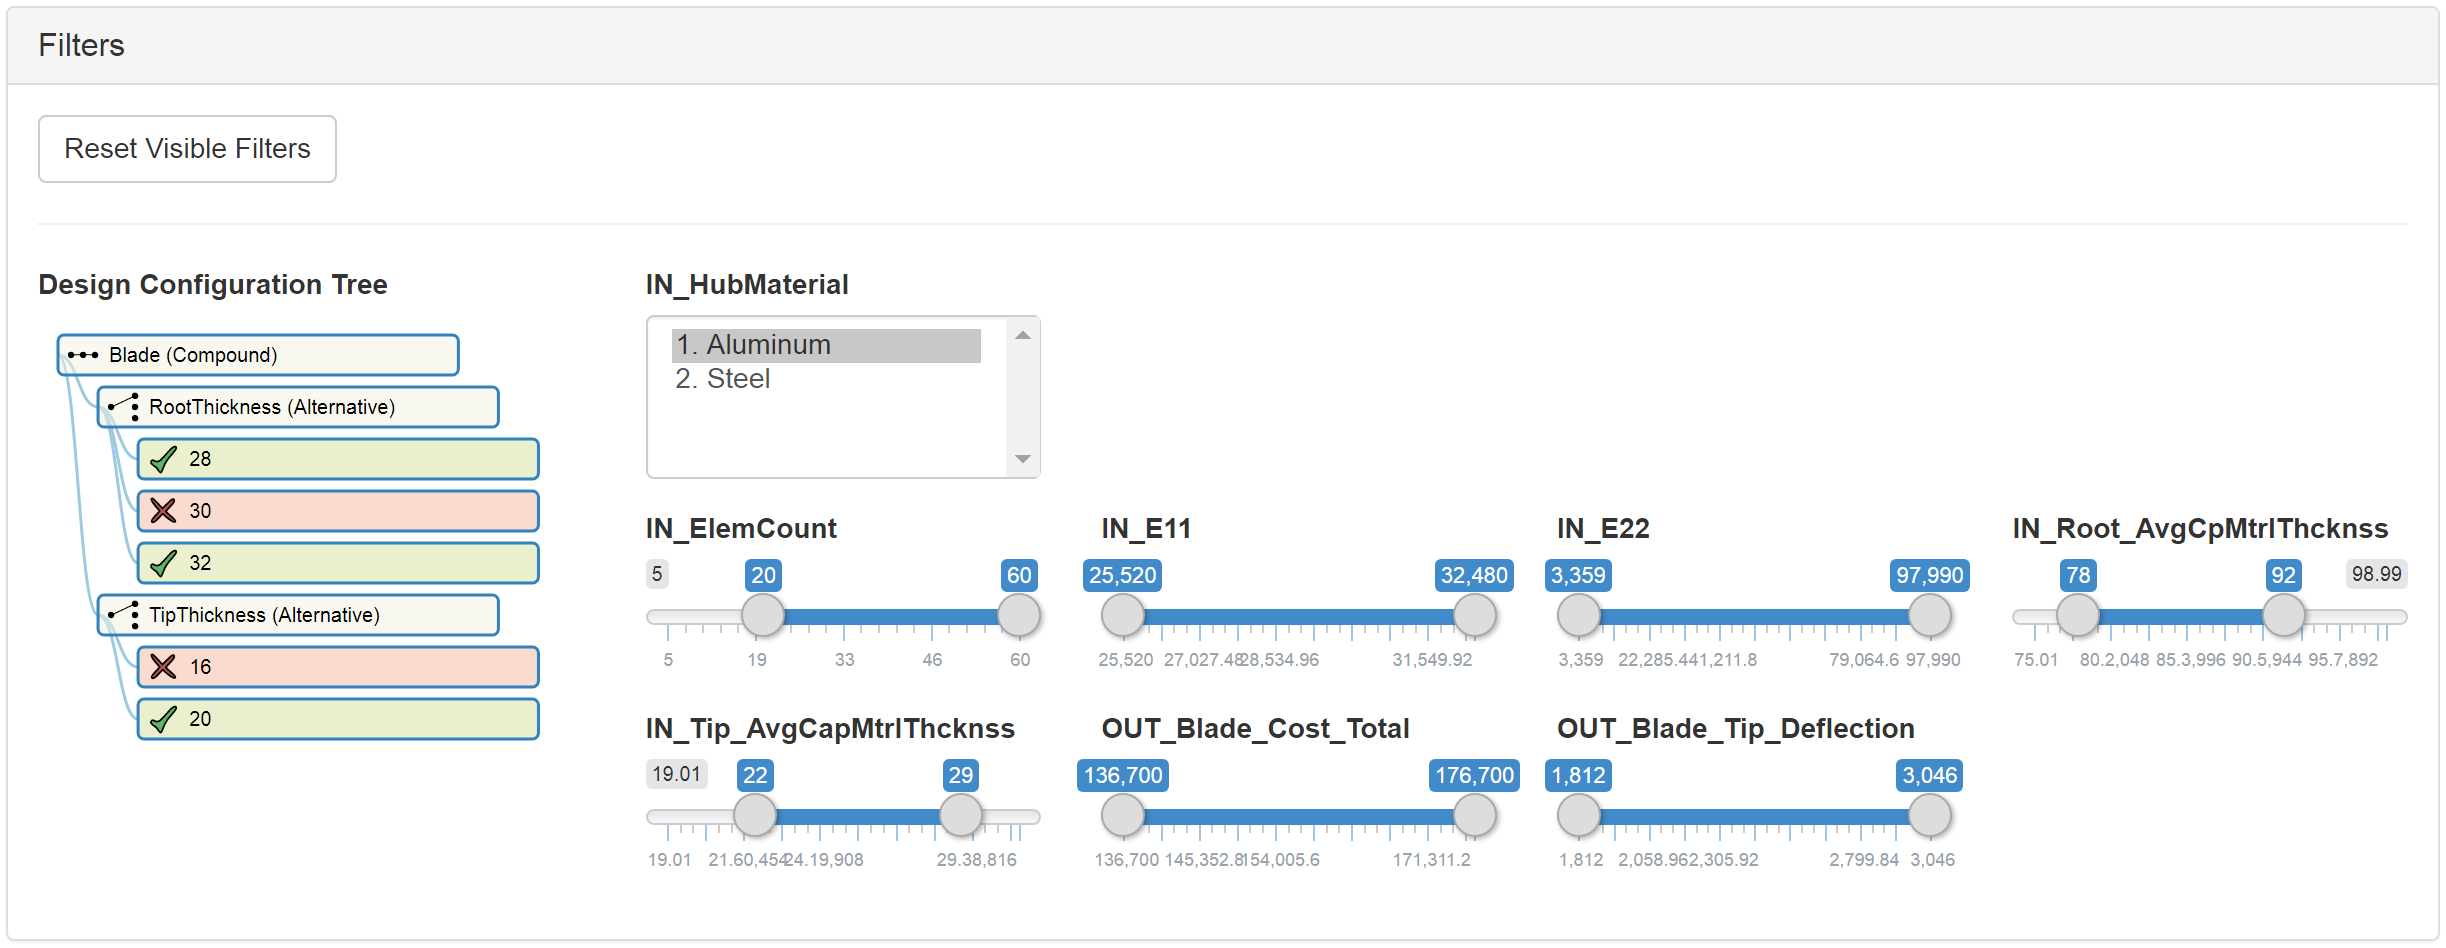 Filters
Reset Visible Filters
Design Configuration Tree
Blade (Compound)
RootThickness (Alternative)
28
30
32
TipThickness (Alternative)
16
20
IN_HubMaterial
1. Aluminum
2. Steel
IN_ElemCount
5 20 60
5 19 33 46 60
IN_E11
25,520 32,480
25,520 27,027.48 28,534.96 31,549.92
IN_E22
3,359 97,990
3,359 22,285.4 41,211.8 79,064.6 97,990
IN_Root_AvgCpMtrlThcknss
78 92 98.99
75.01 80.2,048 85.3,996 90.5,944 95.7,892
IN_Tip_AvgCapMtrlThcknss
19.01 22 29
19.01 21.60,454 24.19,908 29.38,816
OUT_Blade_Cost_Total
136,700 176,700
136,700 145,352.8 154,005.6 171,311.2
OUT_Blade_Tip_Deflection
1,812 3,046
1,812 2,058.96 2,305.92 2,799.84 3,046